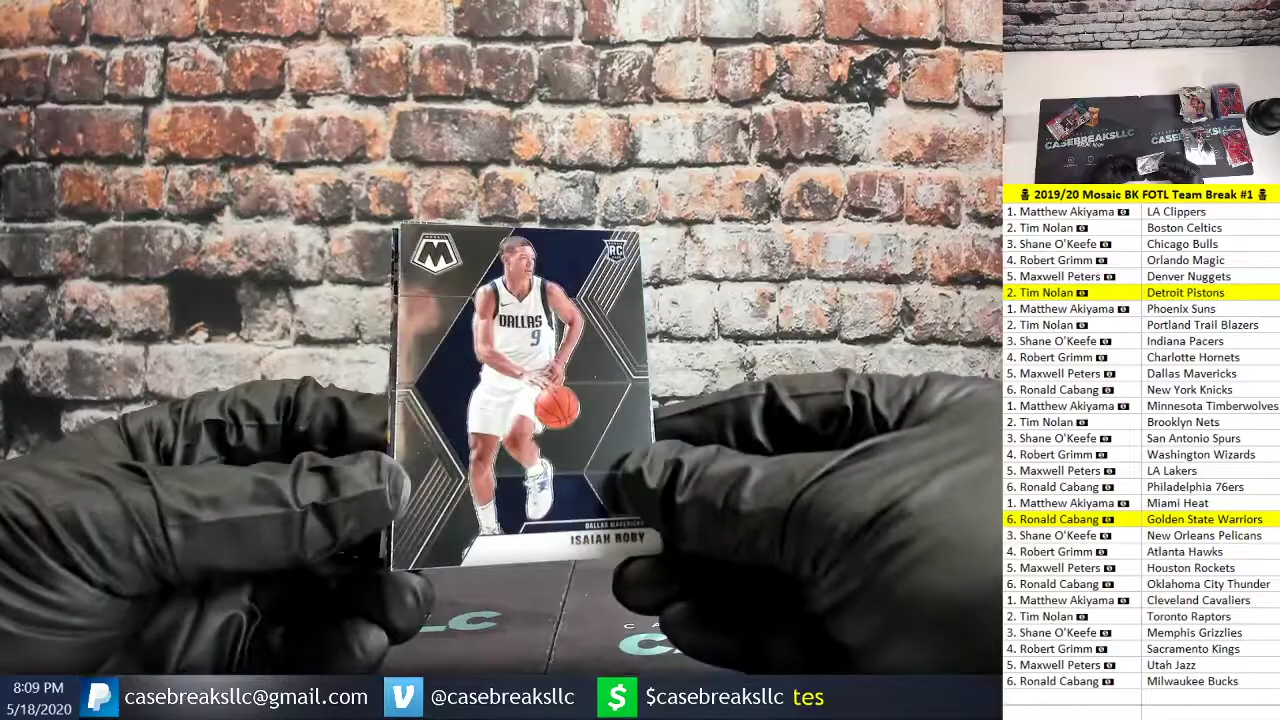 MOSAIC
M
RC
DALLAS
9
DALLAS MAVERICKS
ISAIAH ROBY
LC
CASEBREAKSLLC
2019/20 Mosaic BK FOTL Team Break #1
1. Matthew Akiyama LA Clippers
2. Tim Nolan Boston Celtics
3. Shane O'Keefe Chicago Bulls
4. Robert Grimm Orlando Magic
5. Maxwell Peters Denver Nuggets
2. Tim Nolan Detroit Pistons
1. Matthew Akiyama Phoenix Suns
2. Tim Nolan Portland Trail Blazers
3. Shane O'Keefe Indiana Pacers
4. Robert Grimm Charlotte Hornets
5. Maxwell Peters Dallas Mavericks
6. Ronald Cabang New York Knicks
1. Matthew Akiyama Minnesota Timberwolves
2. Tim Nolan Brooklyn Nets
3. Shane O'Keefe San Antonio Spurs
4. Robert Grimm Washington Wizards
5. Maxwell Peters LA Lakers
6. Ronald Cabang Philadelphia 76ers
1. Matthew Akiyama Miami Heat
6. Ronald Cabang Golden State Warriors
3. Shane O'Keefe New Orleans Pelicans
4. Robert Grimm Atlanta Hawks
5. Maxwell Peters Houston Rockets
6. Ronald Cabang Oklahoma City Thunder
1. Matthew Akiyama Cleveland Cavaliers
2. Tim Nolan Toronto Raptors
3. Shane O'Keefe Memphis Grizzlies
4. Robert Grimm Sacramento Kings
5. Maxwell Peters Utah Jazz
6. Ronald Cabang Milwaukee Bucks
8:09 PM
5/18/2020
casebreaksllc@gmail.com
@casebreaksllc
$casebreaksllc tes